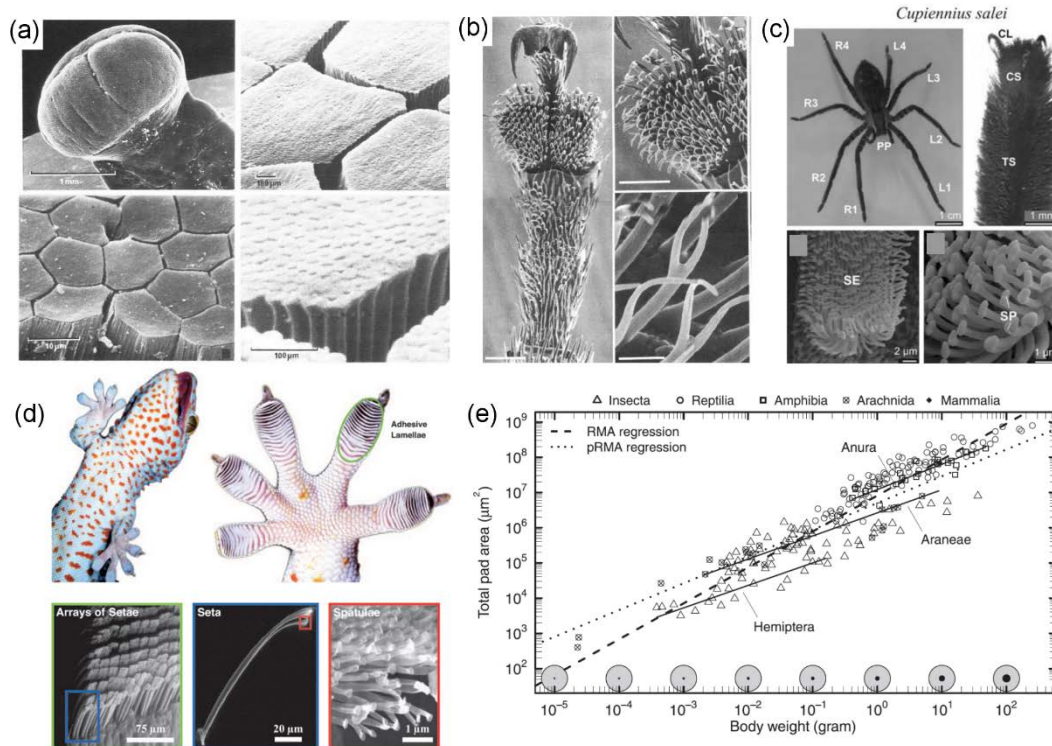 (a)
1 mm
100 µm
(b)
(c)
Cupiennius salei
R4
L4
L3
R3
L2
PP
R2
L1
R1
1 cm
CL
CS
TS
1 mm
SE
2 µm
SP
1 µm
(d)
Adhesive
Lamellae
Arrays of Setae
75 µm
Seta
20 µm
Spatulae
1 µm
(e)
△ Insecta ○ Reptilia □ Amphibia ⊠ Arachnida ◆ Mammalia
RMA regression
pRMA regression
Anura
Araneae
Hemiptera
Total pad area (µm²)
10⁹
10⁸
10⁷
10⁶
10⁵
10⁴
10³
10²
10⁻⁵ 10⁻⁴ 10⁻³ 10⁻² 10⁻¹ 10⁰ 10¹ 10²
Body weight (gram)